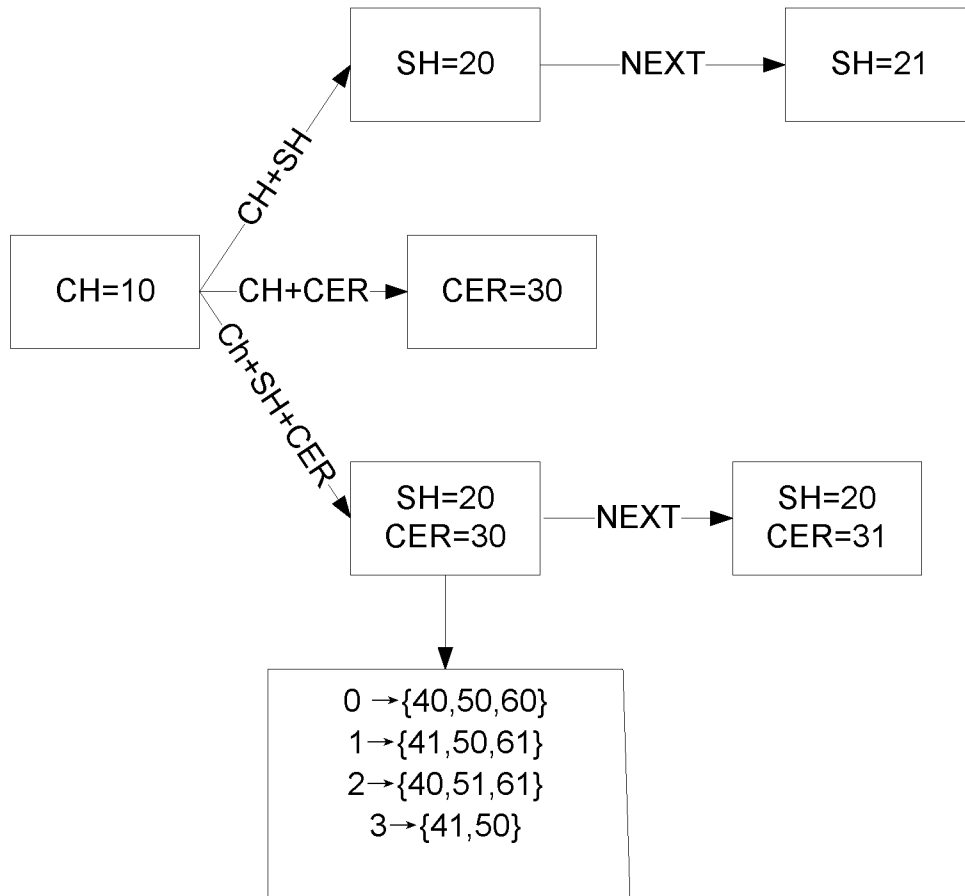 SH=20
NEXT
SH=21
CH+SH
CH=10
CH+CER
CER=30
Ch+SH+CER
SH=20
CER=30
NEXT
SH=20
CER=31
0→{40,50,60}
1→{41,50,61}
2→{40,51,61}
3→{41,50}